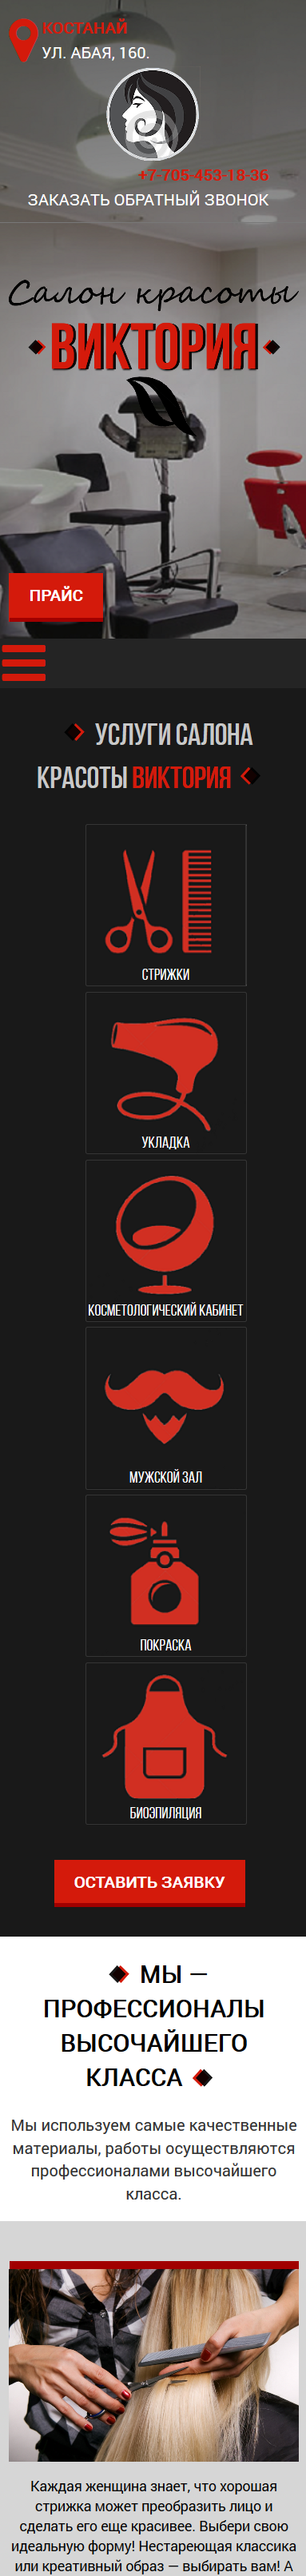 КОСТАНАЙ
УЛ. АБАЯ, 160.
+7-705-453-18-36
ЗАКАЗАТЬ ОБРАТНЫЙ ЗВОНОК
Салон красоты
ВИКТОРИЯ
ПРАЙС
УСЛУГИ САЛОНА
КРАСОТЫ ВИКТОРИЯ
СТРИЖКИ
УКЛАДКА
КОСМЕТОЛОГИЧЕСКИЙ КАБИНЕТ
МУЖСКОЙ ЗАЛ
ПОКРАСКА
БИОЭПИЛЯЦИЯ
ОСТАВИТЬ ЗАЯВКУ
МЫ —
ПРОФЕССИОНАЛЫ
ВЫСОЧАЙШЕГО
КЛАССА
Мы используем самые качественные
материалы, работы осуществляются
профессионалами высочайшего
класса.
Каждая женщина знает, что хорошая
стрижка может преобразить лицо и
сделать его еще красивее. Выбери свою
идеальную форму! Нестареющая классика
или креативный образ — выбирать вам! А